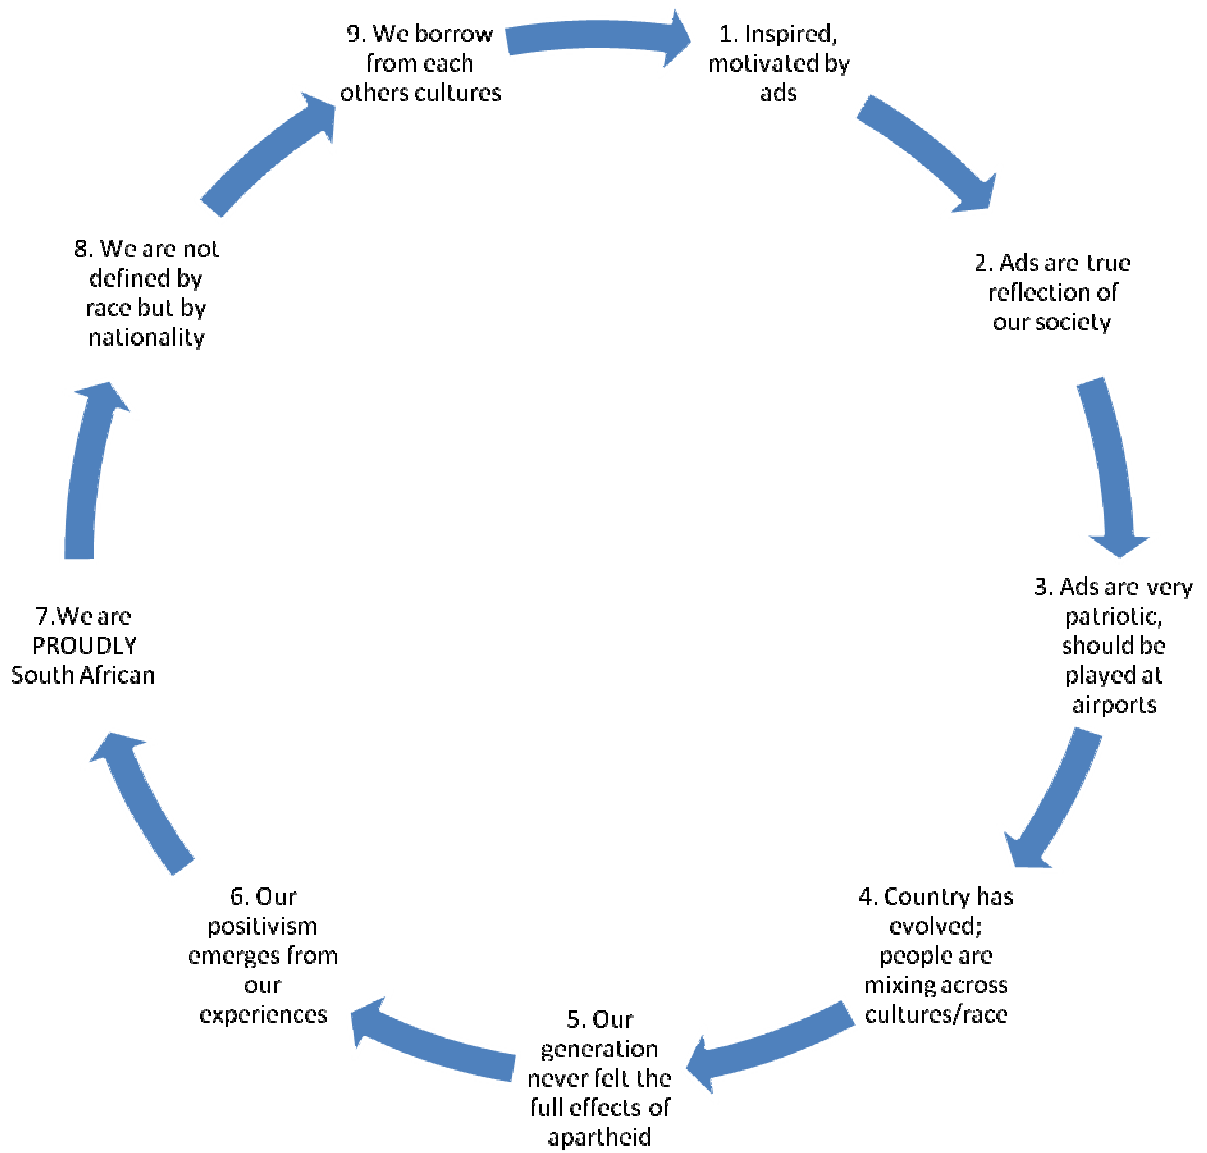 1. Inspired,
motivated by
ads
2. Ads are true
reflection of
our society
3. Ads are very
patriotic,
should be
played at
airports
4. Country has
evolved;
people are
mixing across
cultures/race
5. Our
generation
never felt the
full effects of
apartheid
6. Our
positivism
emerges from
our
experiences
7.We are
PROUDLY
South African
8. We are not
defined by
race but by
nationality
9. We borrow
from each
others cultures